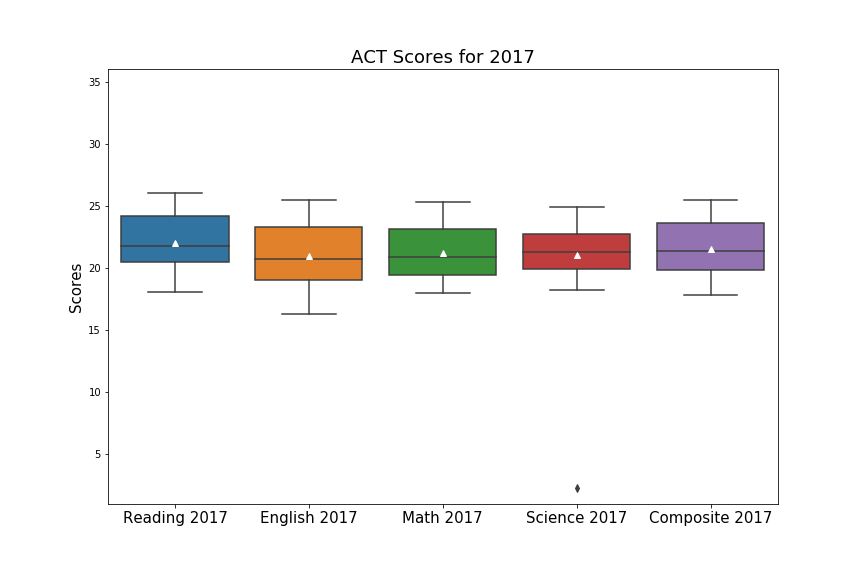 ACT Scores for 2017
35
30
25
20
15
10
5
Scores
Reading 2017
English 2017
Math 2017
Science 2017
Composite 2017